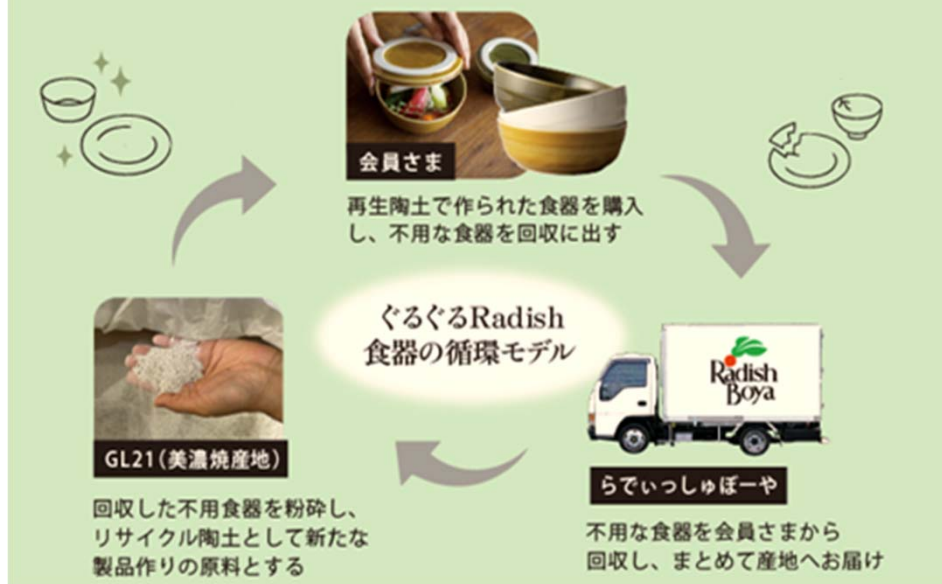 会員さま
再生陶土で作られた食器を購入
し、不用な食器を回収に出す
ぐるぐるRadish
食器の循環モデル
Radish
Boya
らでぃっしゅぼーや
不用な食器を会員さまから
回収し、まとめて産地へお届け
GL21(美濃焼産地)
回収した不用食器を粉砕し、
リサイクル陶土として新たな
製品作りの原料とする